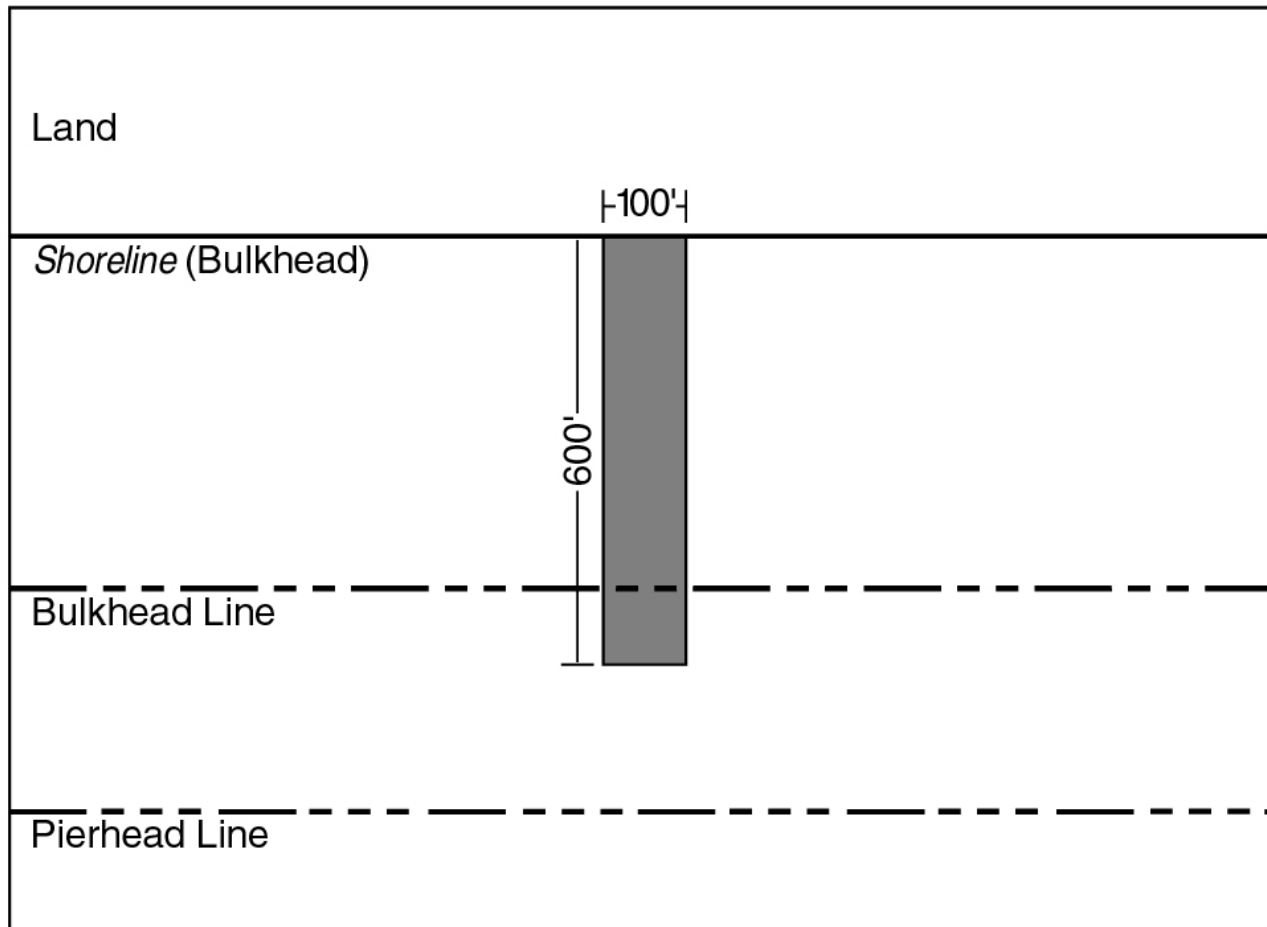 Land
100'
Shoreline (Bulkhead)
600'
Bulkhead Line
Pierhead Line